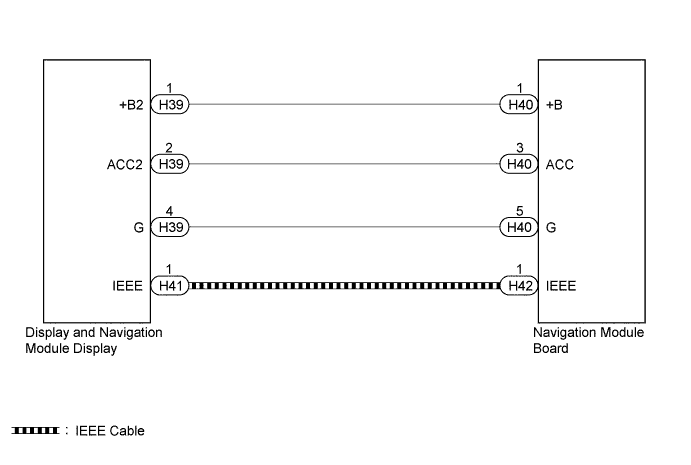 1 1
+B2 H39 H40 +B
2 3
ACC2 H39 H40 ACC
4 5
G H39 H40 G
1 1
IEEE H41 H42 IEEE
Display and Navigation
Module Display
Navigation Module
Board
: IEEE Cable